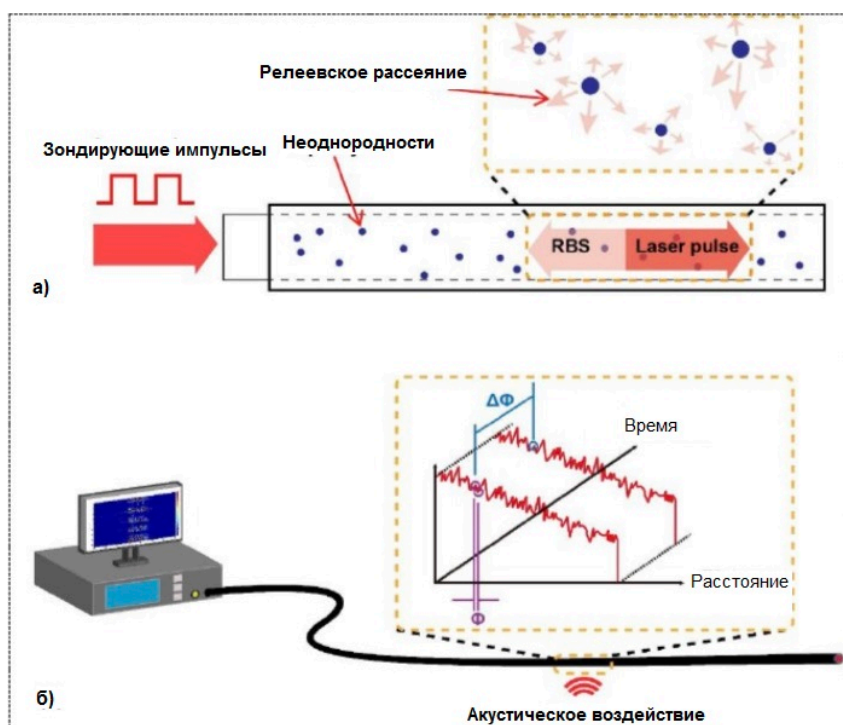 Релеевское рассеяние
Зондирующие импульсы
Неоднородности
RBS
Laser pulse
а)
ΔΦ
Время
Расстояние
Φ
б)
Акустическое воздействие